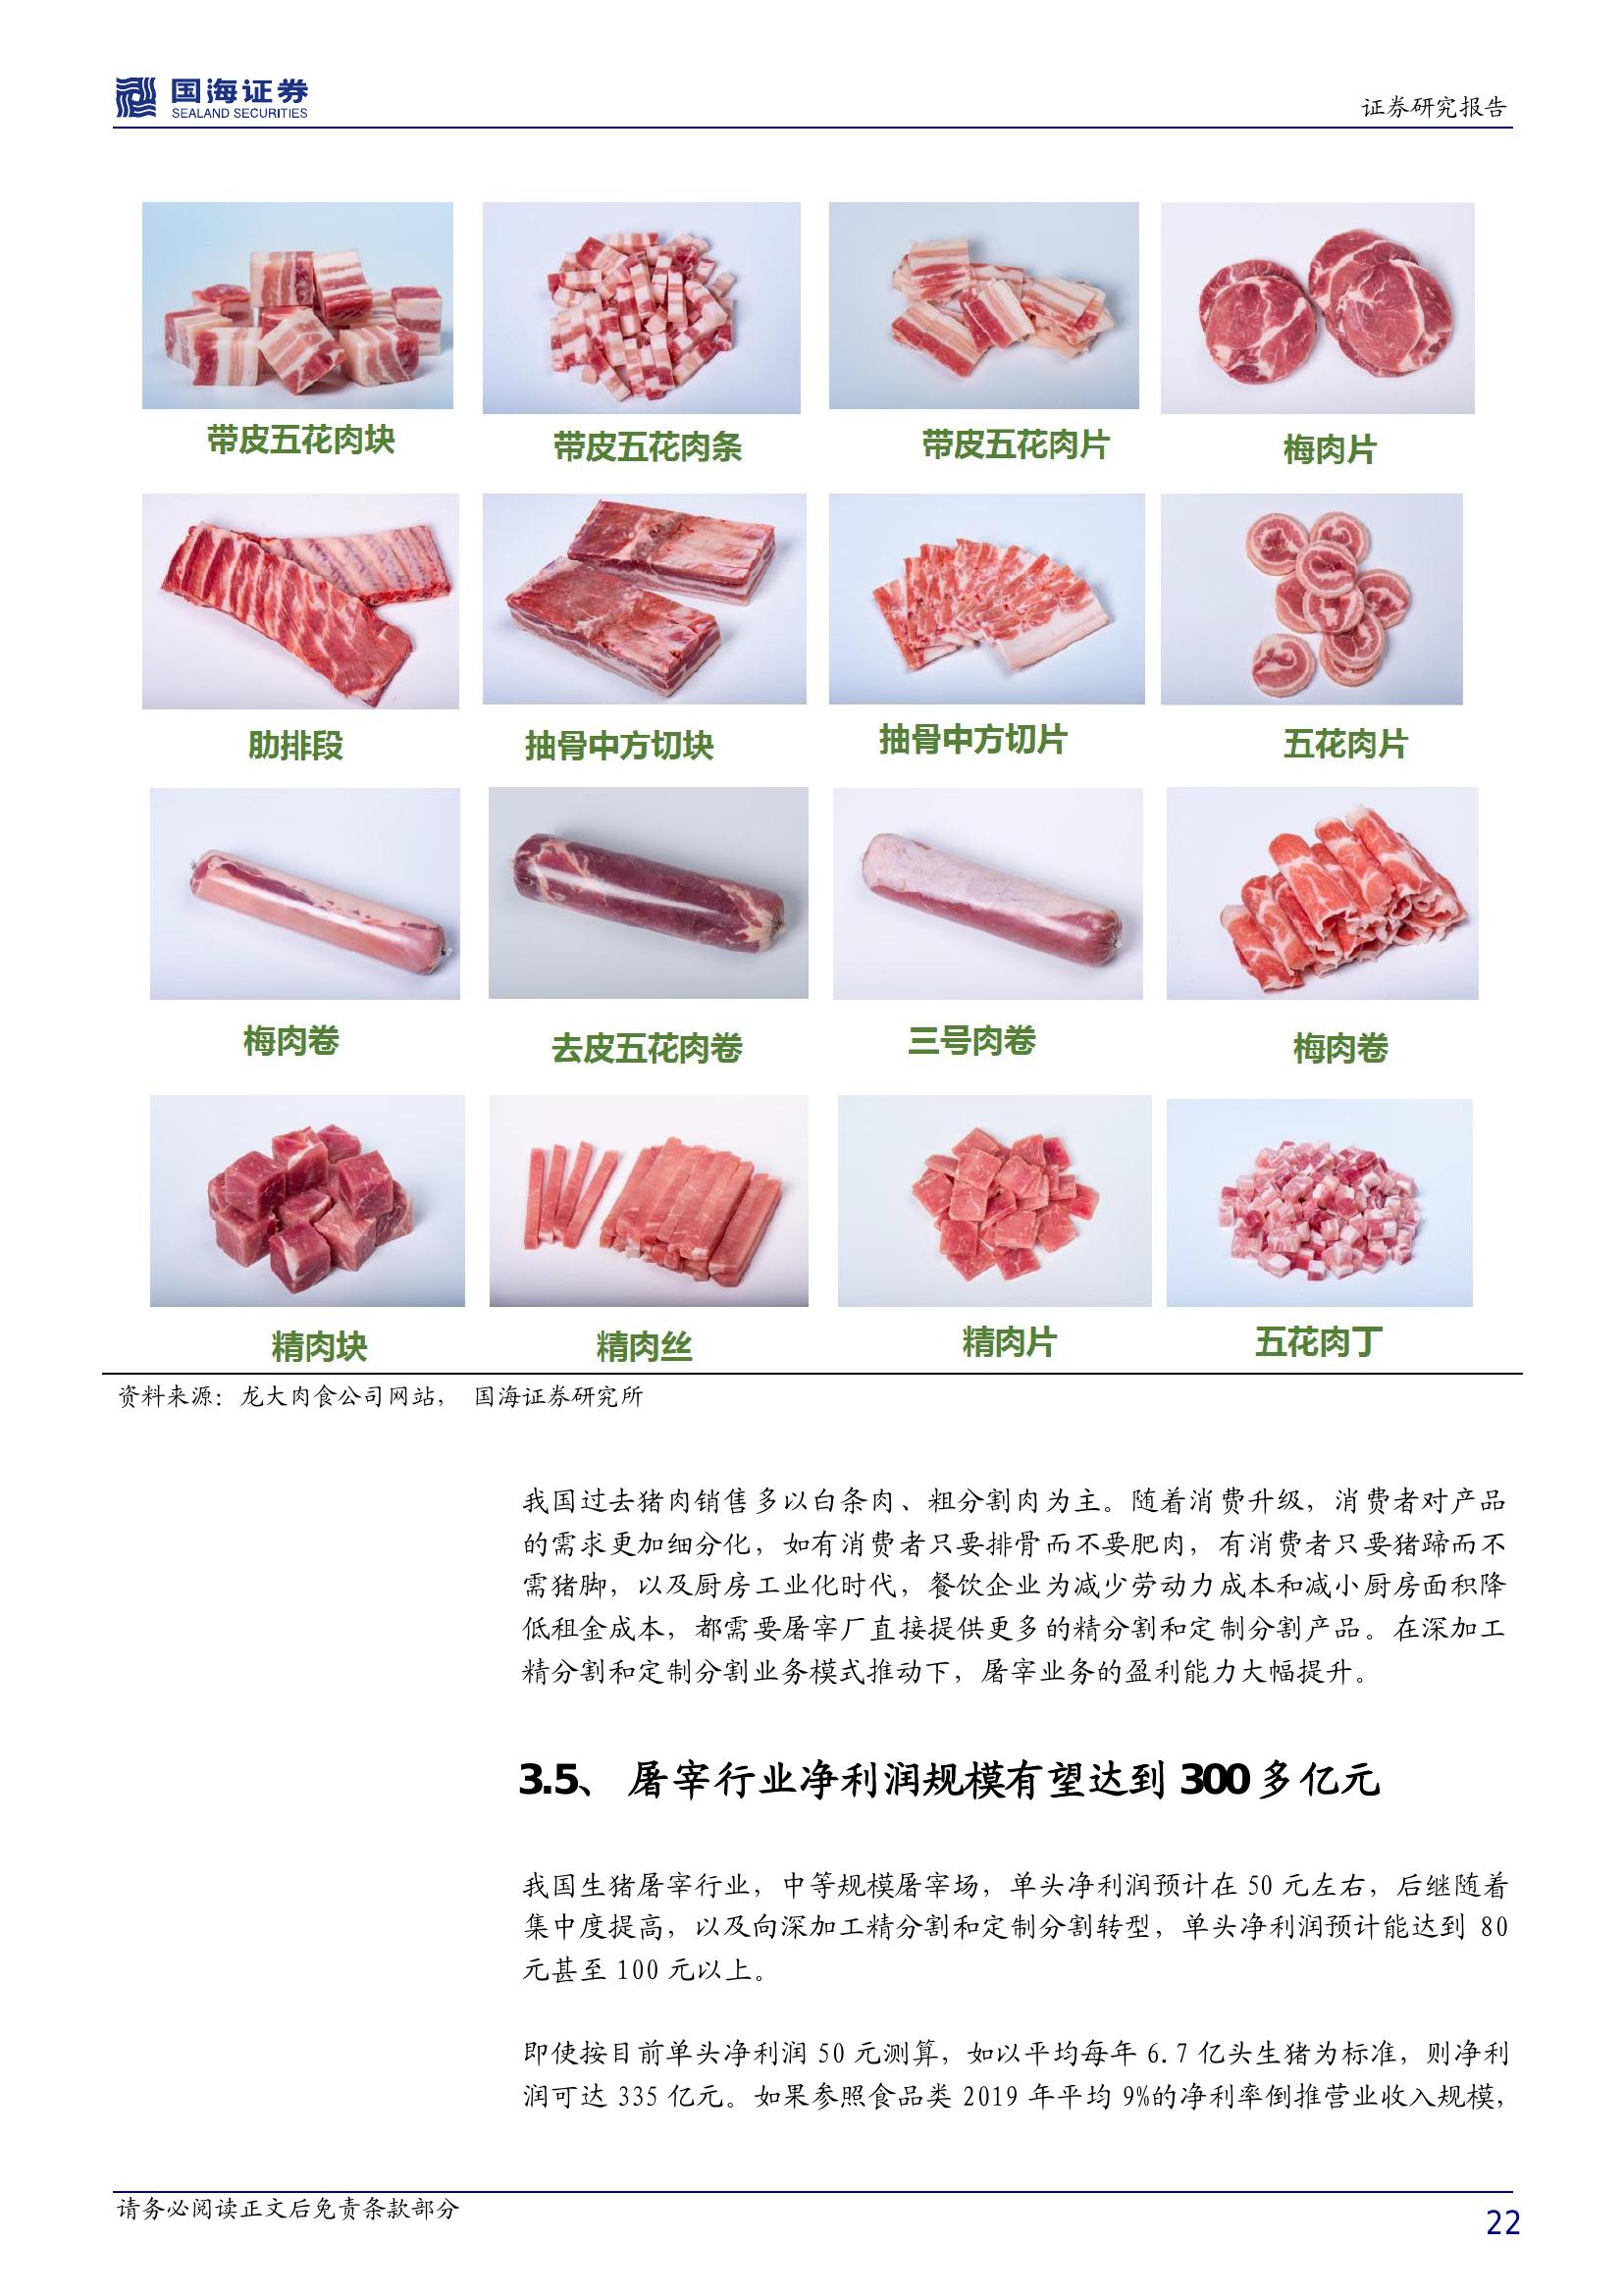 国海证券
SEALAND SECURITIES
证券研究报告
带皮五花肉块
带皮五花肉条
带皮五花肉片
梅肉片
肋排段
抽骨中方切块
抽骨中方切片
五花肉片
梅肉卷
去皮五花肉卷
三号肉卷
梅肉卷
精肉块
精肉丝
精肉片
五花肉丁
资料来源：龙大肉食公司网站， 国海证券研究所
我国过去猪肉销售多以白条肉、粗分割肉为主。随着消费升级，消费者对产品
的需求更加细分化，如有消费者只要排骨而不要肥肉，有消费者只要猪蹄而不
需猪脚，以及厨房工业化时代，餐饮企业为减少劳动力成本和减小厨房面积降
低租金成本，都需要屠宰厂直接提供更多的精分割和定制分割产品。在深加工
精分割和定制分割业务模式推动下，屠宰业务的盈利能力大幅提升。
3.5、 屠宰行业净利润规模有望达到 300 多亿元
我国生猪屠宰行业，中等规模屠宰场，单头净利润预计在 50 元左右，后继随着
集中度提高，以及向深加工精分割和定制分割转型，单头净利润预计能达到 80
元甚至 100 元以上。
即使按目前单头净利润 50 元测算，如以平均每年 6.7 亿头生猪为标准，则净利
润可达 335 亿元。如果参照食品类 2019 年平均 9%的净利率倒推营业收入规模，
请务必阅读正文后免责条款部分
22